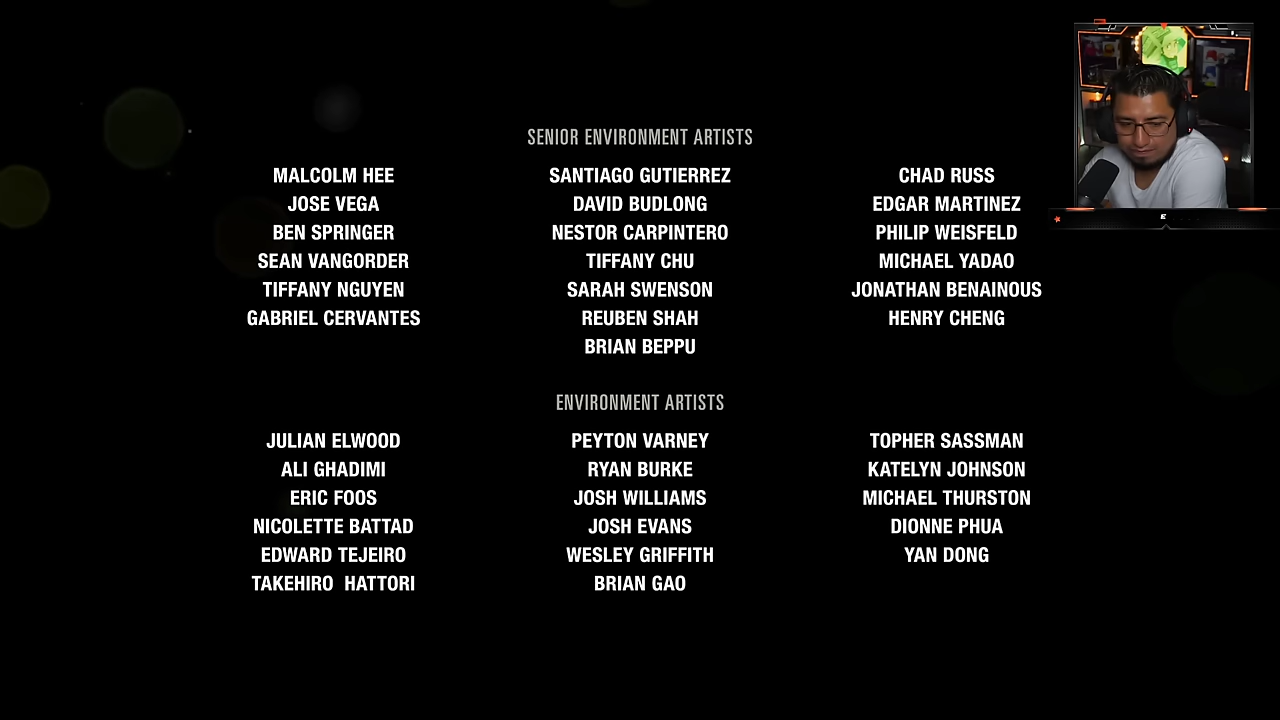 SENIOR ENVIRONMENT ARTISTS
MALCOLM HEE SANTIAGO GUTIERREZ CHAD RUSS
JOSE VEGA DAVID BUDLONG EDGAR MARTINEZ
BEN SPRINGER NESTOR CARPINTERO PHILIP WEISFELD
SEAN VANGORDER TIFFANY CHU MICHAEL YADAO
TIFFANY NGUYEN SARAH SWENSON JONATHAN BENAINOUS
GABRIEL CERVANTES REUBEN SHAH HENRY CHENG
BRIAN BEPPU
ENVIRONMENT ARTISTS
JULIAN ELWOOD PEYTON VARNEY TOPHER SASSMAN
ALI GHADIMI RYAN BURKE KATELYN JOHNSON
ERIC FOOS JOSH WILLIAMS MICHAEL THURSTON
NICOLETTE BATTAD JOSH EVANS DIONNE PHUA
EDWARD TEJEIRO WESLEY GRIFFITH YAN DONG
TAKEHIRO HATTORI BRIAN GAO